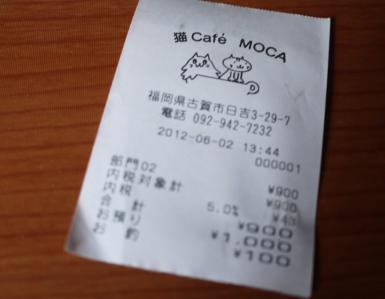 猫 Café MOCA
福岡県古賀市日吉3-29-7
電話 092-942-7232
2012-06-02 13:44
000001
部門02 ¥900
内税対象計 ¥900
内税 5.0% ¥43
合 計 ¥900
お預り ¥1,000
お 釣 ¥100